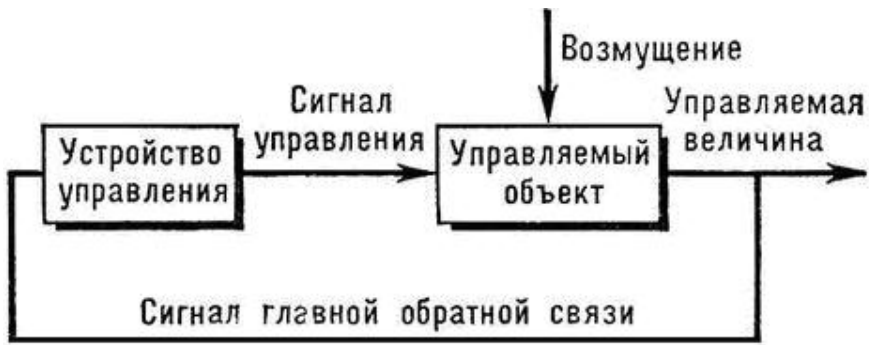 Возмущение
Сигнал
управления
Управляемая
величина
Устройство
управления
Управляемый
объект
Сигнал главной обратной связи